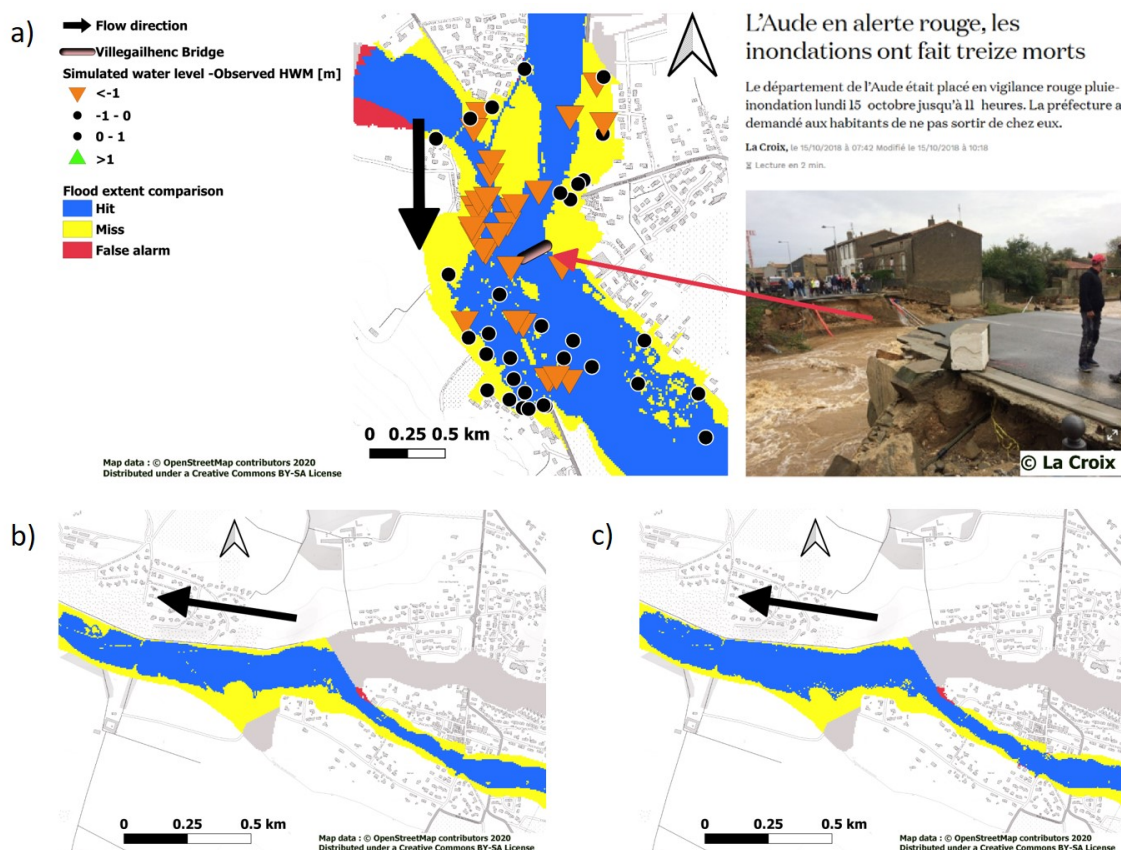 a)
Flow direction
Villegailhenc Bridge
Simulated water level -Observed HWM [m]
<-1
-1 - 0
0 - 1
>1
Flood extent comparison
Hit
Miss
False alarm
0 0.25 0.5 km
Map data : © OpenStreetMap contributors 2020
Distributed under a Creative Commons BY-SA License
L'Aude en alerte rouge, les
inondations ont fait treize morts
Le département de l'Aude était placé en vigilance rouge pluie-
inondation lundi 15 octobre jusqu'à 11 heures. La préfecture a
demandé aux habitants de ne pas sortir de chez eux.
La Croix, le 15/10/2018 à 07:42 Modifié le 15/10/2018 à 10:18
Lecture en 2 min.
© La Croix
b)
0 0.25 0.5 km
Map data : © OpenStreetMap contributors 2020
Distributed under a Creative Commons BY-SA License
c)
0 0.25 0.5 km
Map data : © OpenStreetMap contributors 2020
Distributed under a Creative Commons BY-SA License